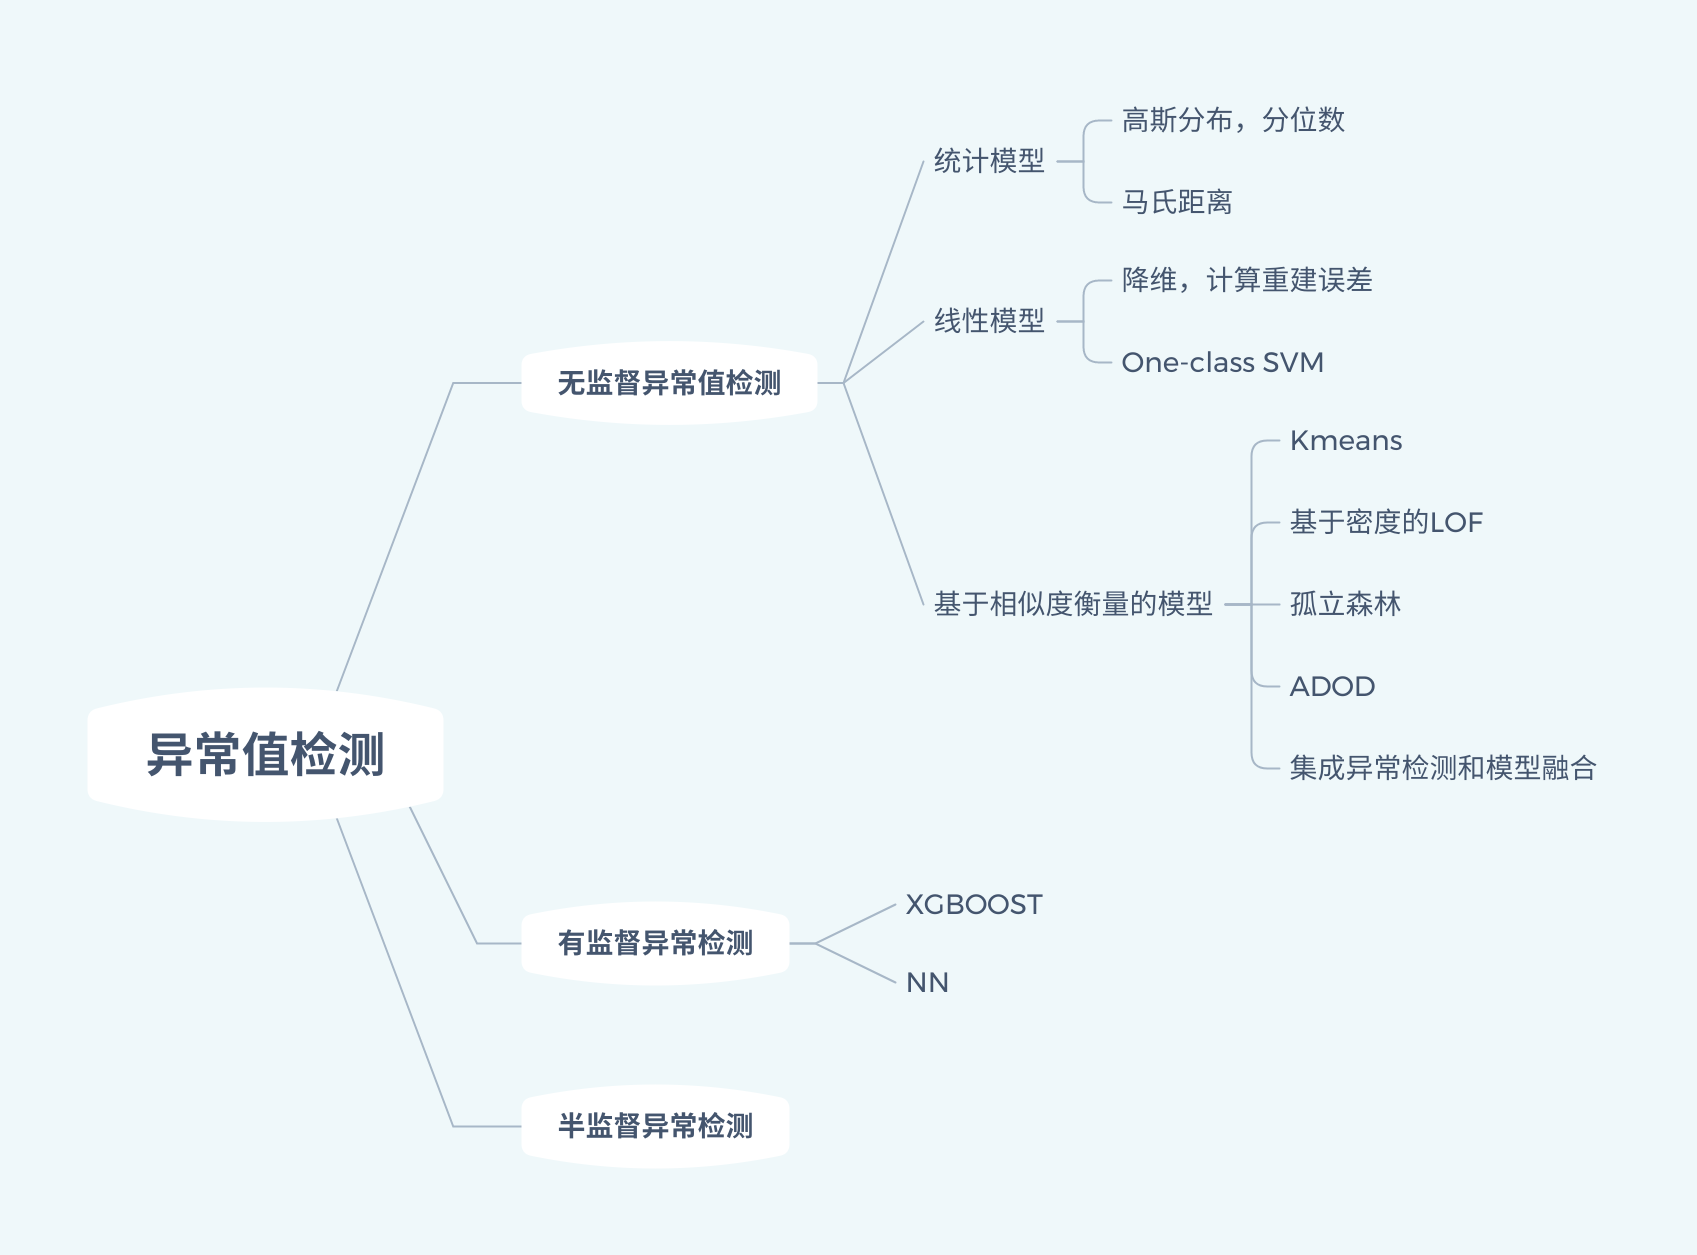 异常值检测
无监督异常值检测
统计模型
高斯分布，分位数
马氏距离
线性模型
降维，计算重建误差
One-class SVM
基于相似度衡量的模型
Kmeans
基于密度的LOF
孤立森林
ADOD
集成异常检测和模型融合
有监督异常检测
XGBOOST
NN
半监督异常检测